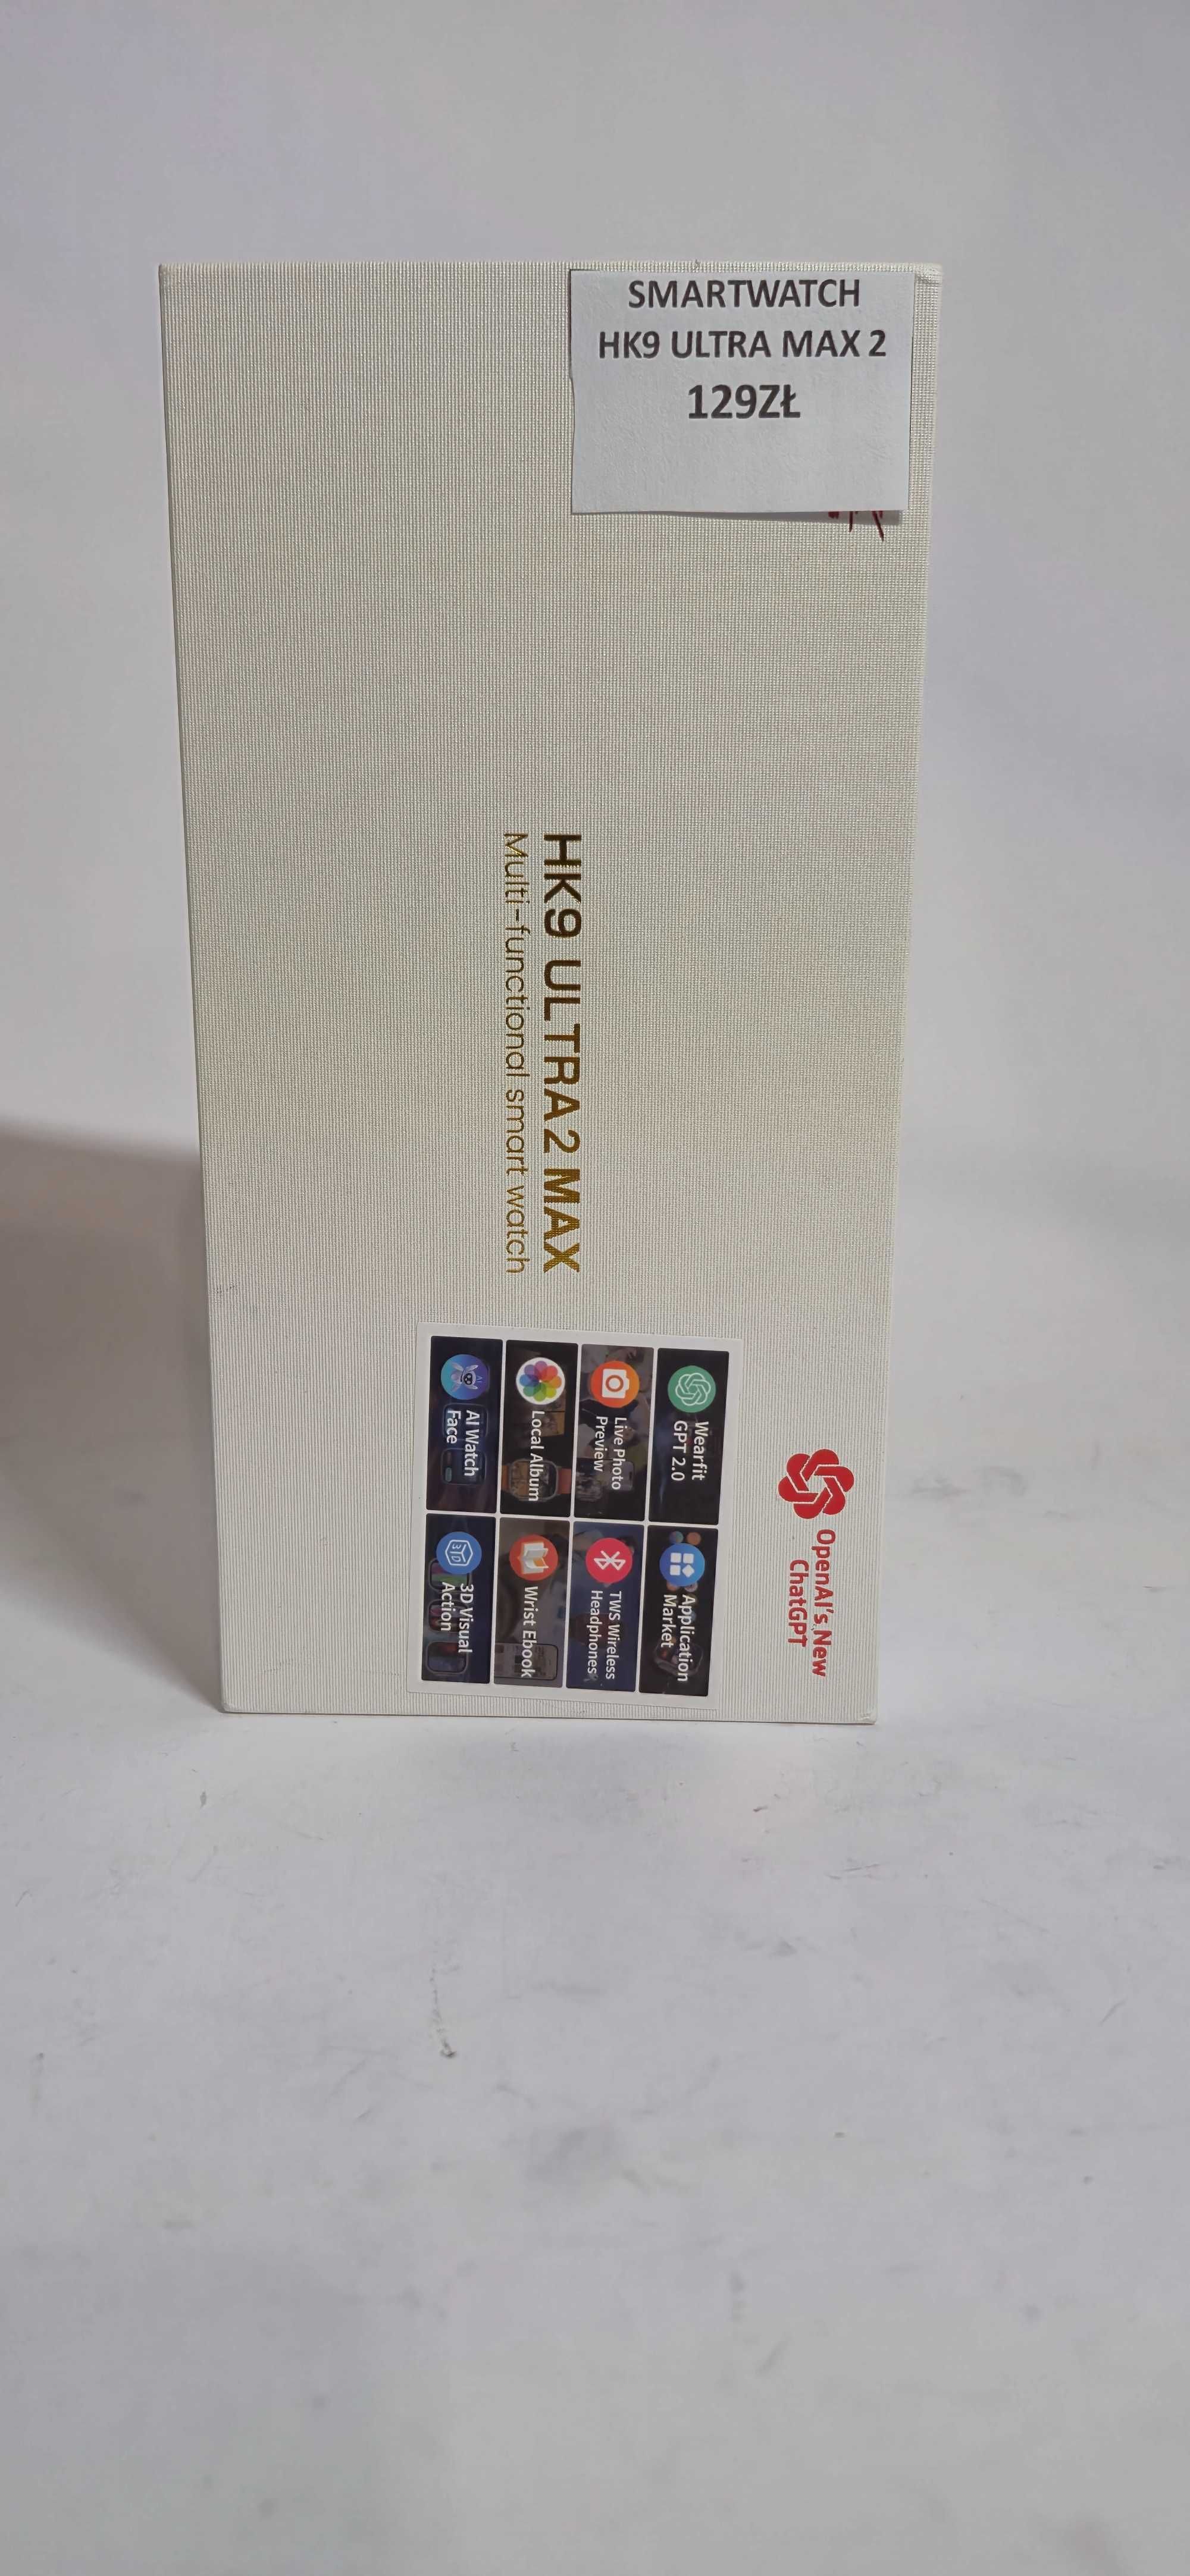 SMARTWATCH
HK9 ULTRA MAX 2
129ZŁ
HK9 ULTRA2 MAX
Multi-functional smart watch
OpenAI's New
ChatGPT
Wearfit
GPT 2.0
Application
Market
Live Photo
Preview
TWS Wireless
Headphones
Local Album
Wrist Ebook
AI Watch
Face
3D Visual
Action